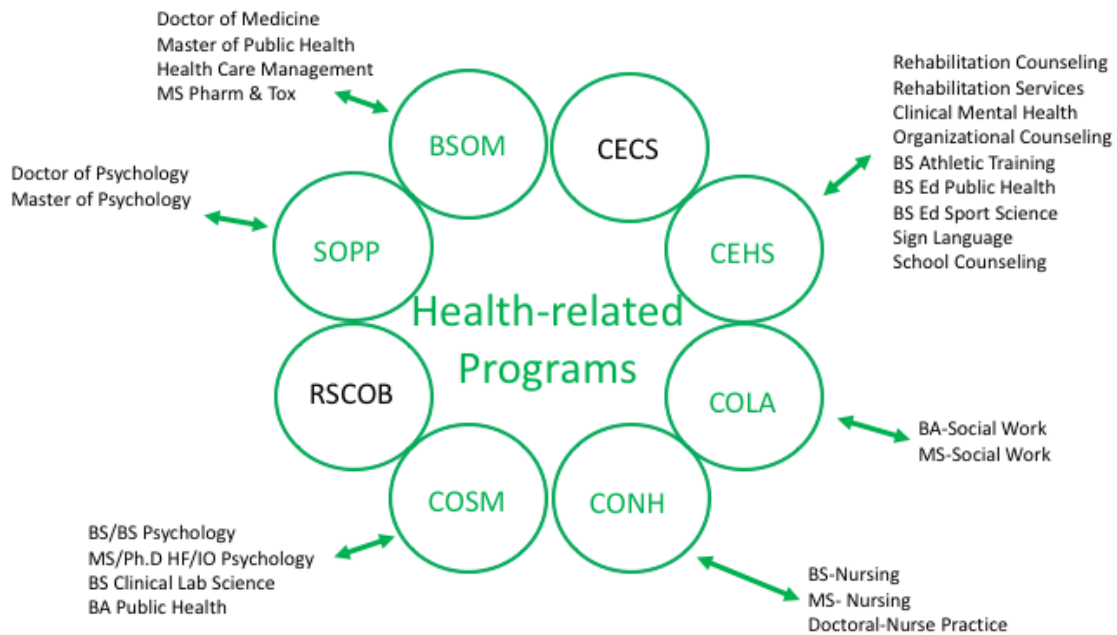 Doctor of Medicine
Master of Public Health
Health Care Management
MS Pharm & Tox
BSOM
CECS
Rehabilitation Counseling
Rehabilitation Services
Clinical Mental Health
Organizational Counseling
BS Athletic Training
BS Ed Public Health
BS Ed Sport Science
Sign Language
School Counseling
Doctor of Psychology
Master of Psychology
SOPP
CEHS
Health-related
Programs
RSCOB
COLA
BA-Social Work
MS-Social Work
COSM
CONH
BS/BS Psychology
MS/Ph.D HF/IO Psychology
BS Clinical Lab Science
BA Public Health
BS-Nursing
MS- Nursing
Doctoral-Nurse Practice